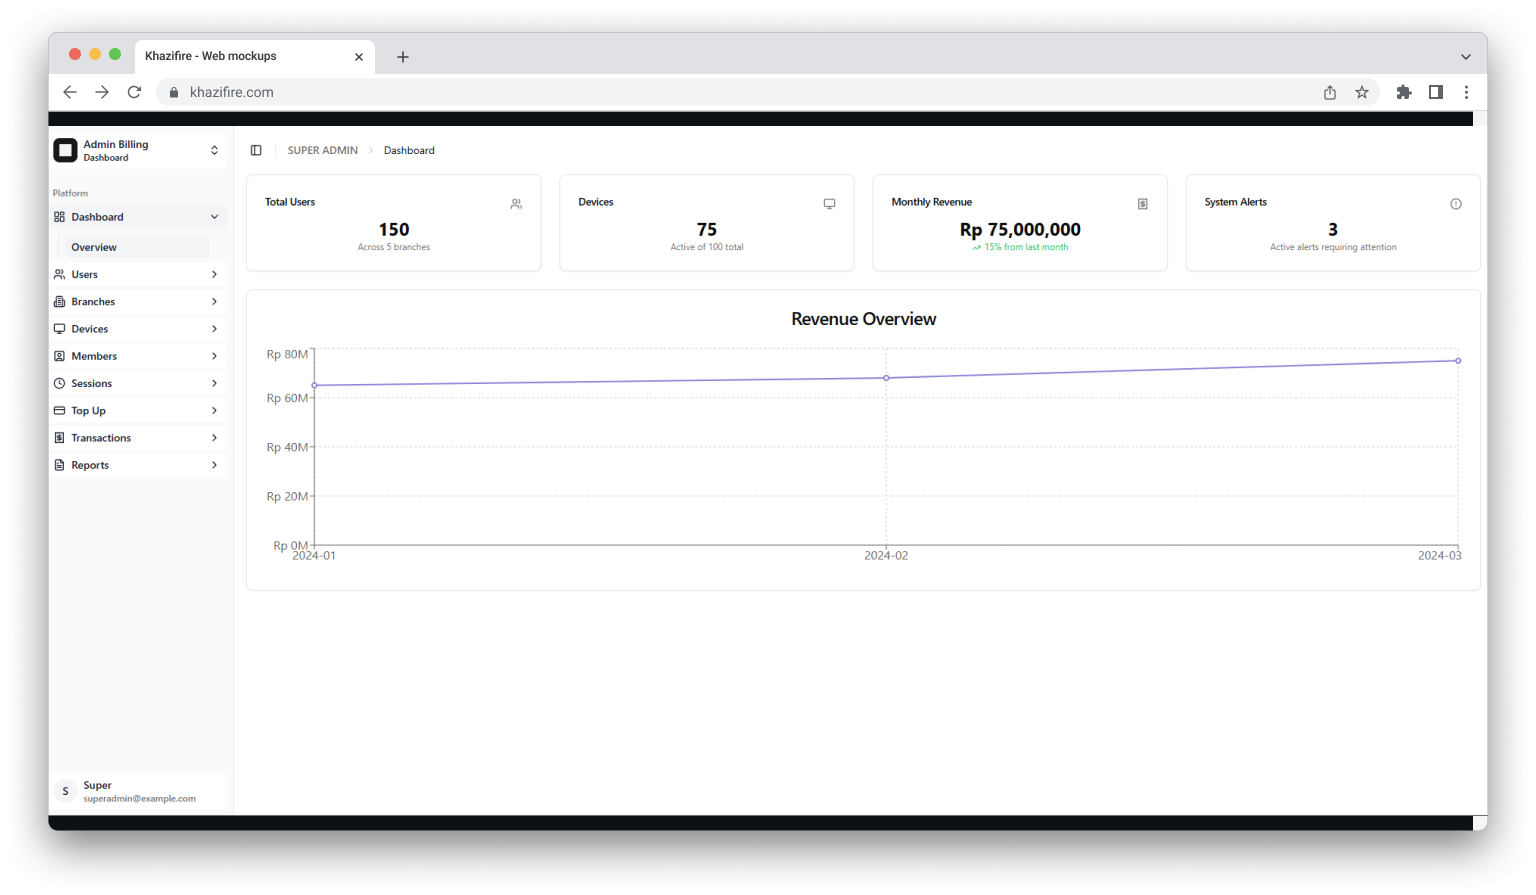 Khazifire - Web mockups
khazifire.com
Admin Billing
Dashboard
SUPER ADMIN
Dashboard
Platform
Dashboard
Overview
Users
Branches
Devices
Members
Sessions
Top Up
Transactions
Reports
S
Super
superadmin@example.com
Total Users
150
Across 5 branches
Devices
75
Active of 100 total
Monthly Revenue
Rp 75,000,000
15% from last month
System Alerts
3
Active alerts requiring attention
Revenue Overview
Rp 80M
Rp 60M
Rp 40M
Rp 20M
Rp 0M
2024-01
2024-02
2024-03